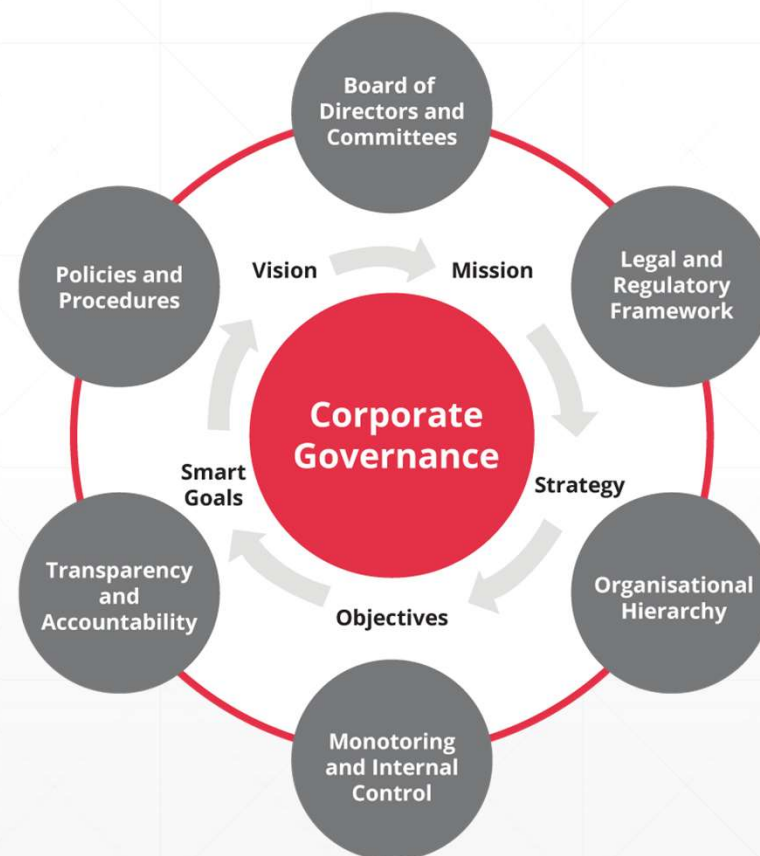 Board of
Directors and
Committees
Policies and
Procedures
Legal and
Regulatory
Framework
Vision
Mission
Corporate
Governance
Smart
Goals
Strategy
Transparency
and
Accountability
Organisational
Hierarchy
Objectives
Monotoring
and Internal
Control